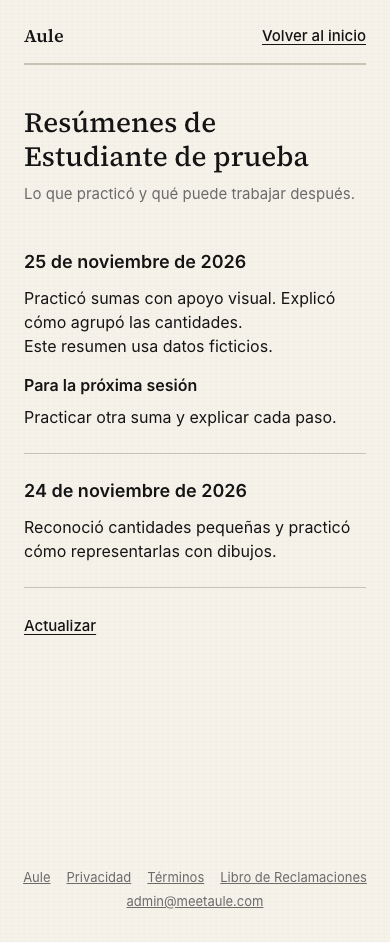 Aule
Volver al inicio
Resúmenes de
Estudiante de prueba
Lo que practicó y qué puede trabajar después.
25 de noviembre de 2026
Practicó sumas con apoyo visual. Explicó
cómo agrupó las cantidades.
Este resumen usa datos ficticios.
Para la próxima sesión
Practicar otra suma y explicar cada paso.
24 de noviembre de 2026
Reconoció cantidades pequeñas y practicó
cómo representarlas con dibujos.
Actualizar
Aule Privacidad Términos Libro de Reclamaciones
admin@meetaule.com